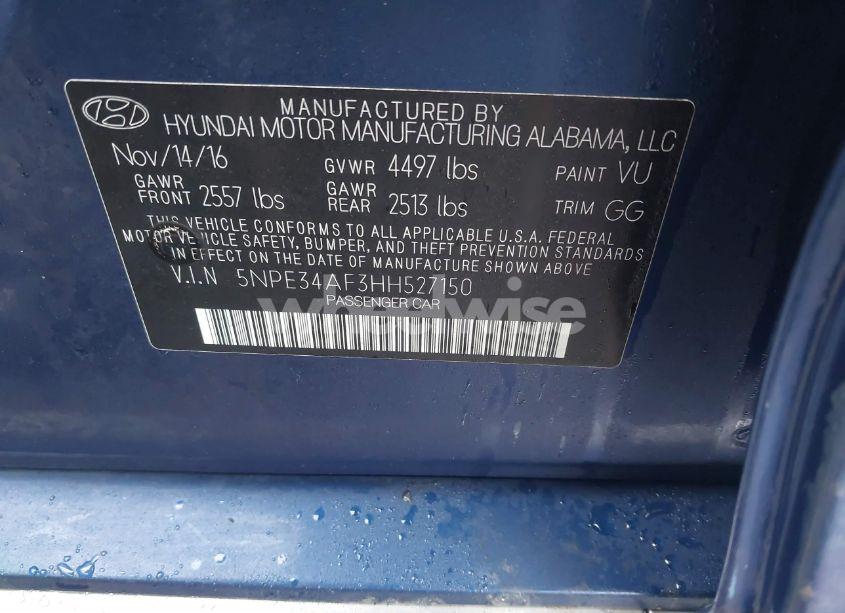 MANUFACTURED BY
HYUNDAI MOTOR MANUFACTURING ALABAMA, LLC
Nov/14/16 GVWR 4497 lbs PAINT VU
GAWR FRONT 2557 lbs GAWR REAR 2513 lbs TRIM GG
THIS VEHICLE CONFORMS TO ALL APPLICABLE U.S.A. FEDERAL
MOTOR VEHICLE SAFETY, BUMPER, AND THEFT PREVENTION STANDARDS
IN EFFECT ON THE DATE OF MANUFACTURE SHOWN ABOVE
V.I.N 5NPE34AF3HH527150
PASSENGER CAR
wheelwise